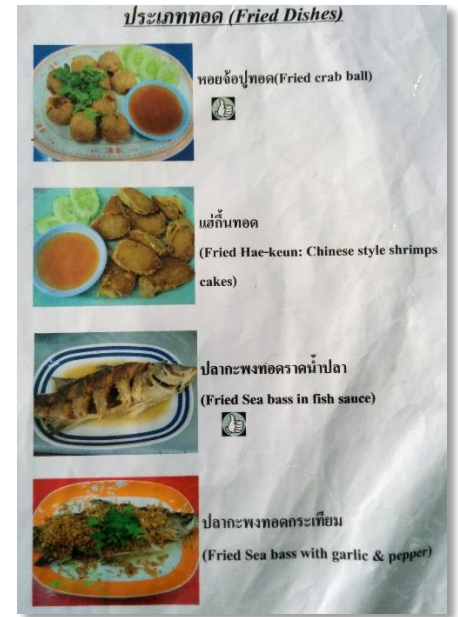 ประเภททอด (Fried Dishes)
หอยจ้อปูทอด(Fried crab ball)
แฮ่กึ้นทอด
(Fried Hae-keun: Chinese style shrimps
cakes)
ปลากะพงทอดราดน้ำปลา
(Fried Sea bass in fish sauce)
ปลากะพงทอดกระเทียม
(Fried Sea bass with garlic & pepper)